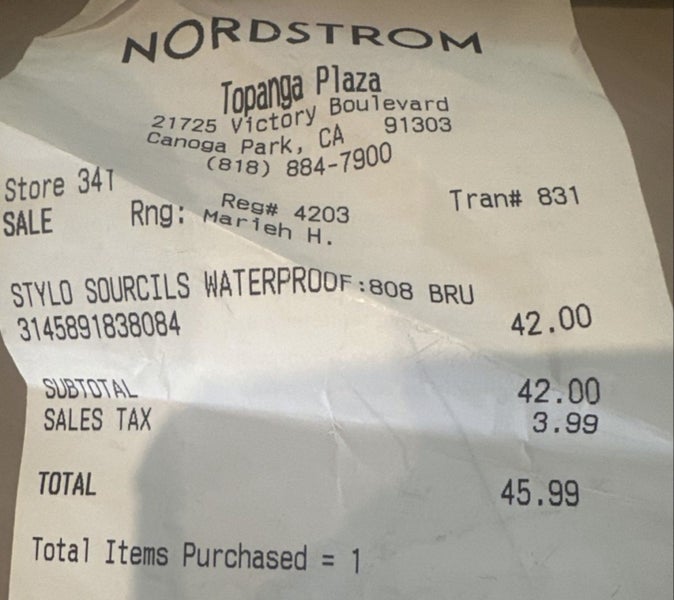 NORDSTROM
Topanga Plaza
21725 Victory Boulevard
Canoga Park, CA 91303
(818) 884-7900
Store 341 Reg# 4203 Tran# 831
SALE Rng: Marieh H.
STYLO SOURCILS WATERPROOF:808 BRU
3145891838084 42.00
SUBTOTAL 42.00
SALES TAX 3.99
TOTAL 45.99
Total Items Purchased = 1